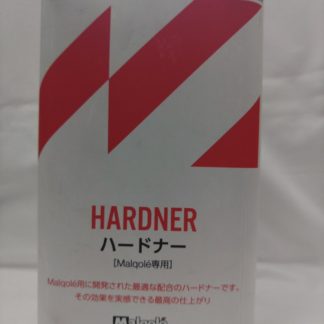 HARDNER
ハードナー
[Malqolé専用]
Malqolé用に開発された最適な配合のハードナーです。
その効果を実感できる最高の仕上がり
Malqolé